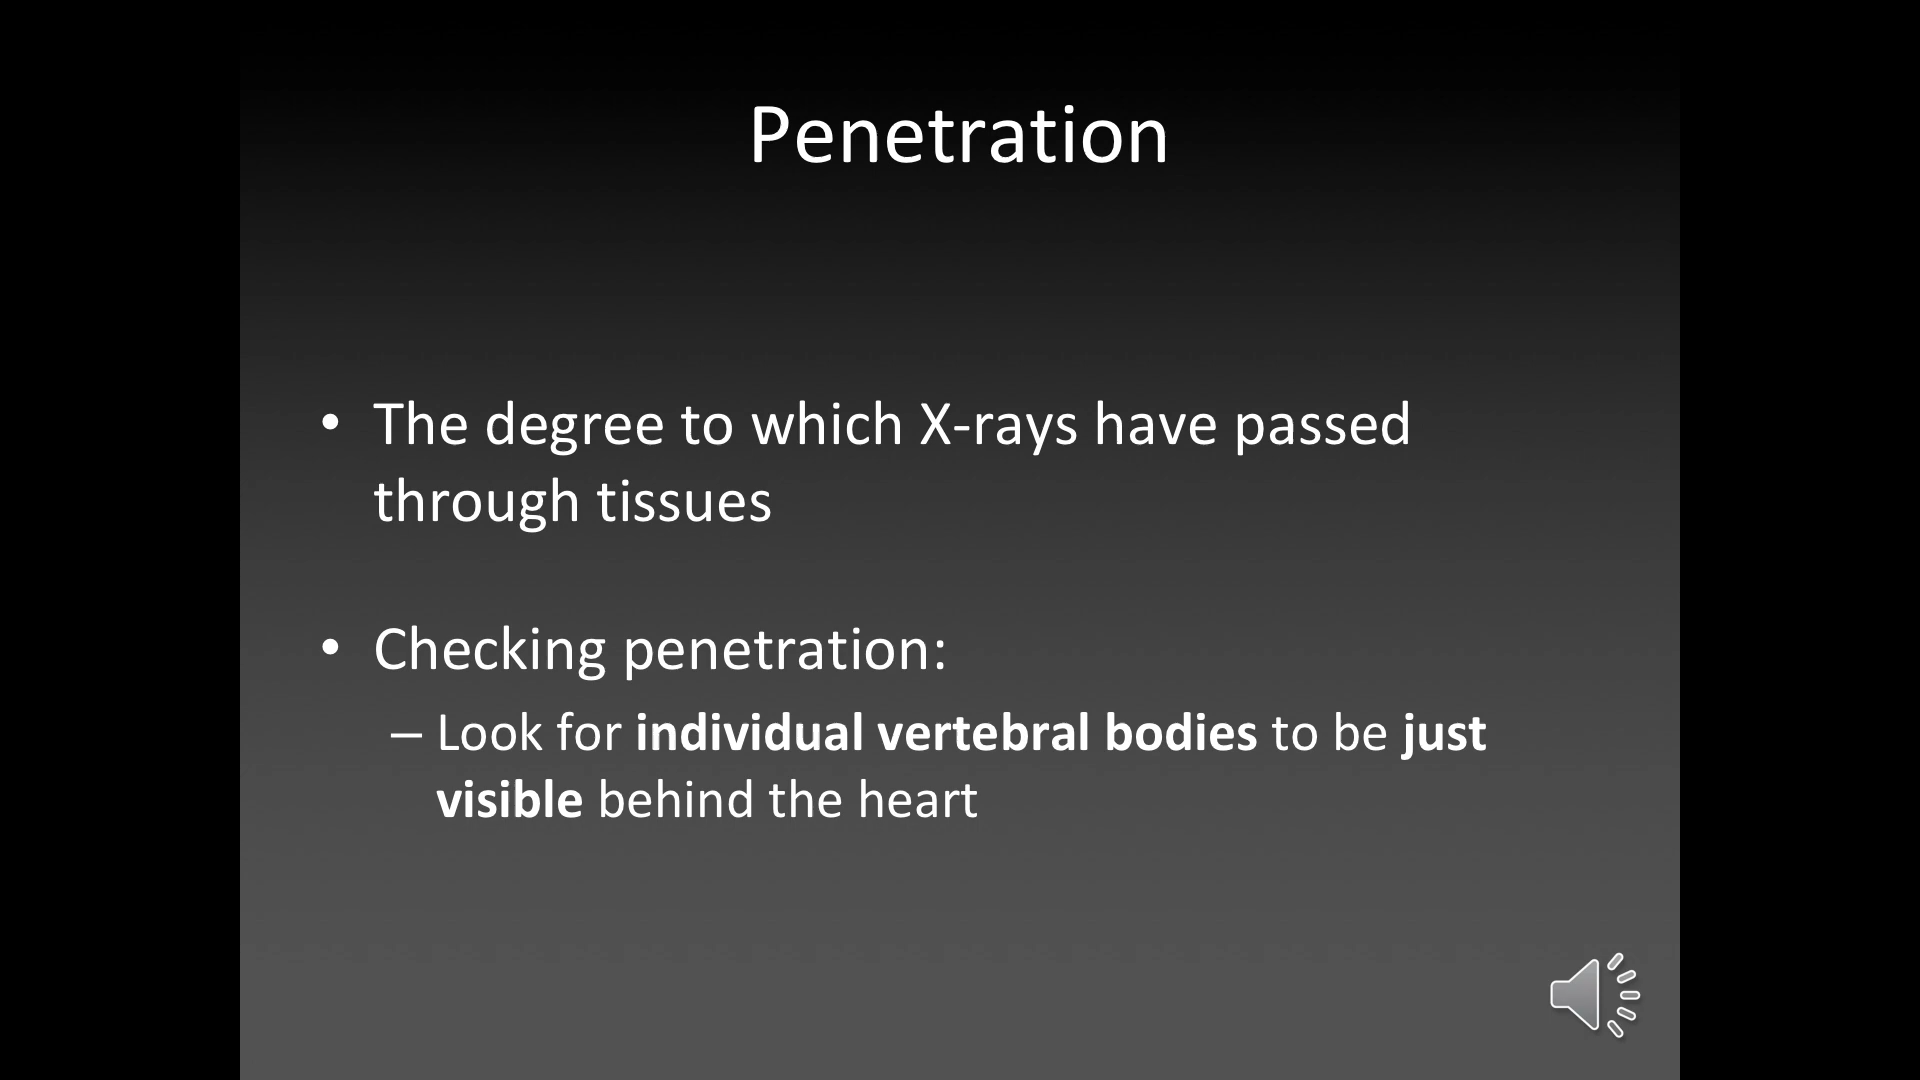 Penetration
• The degree to which X-rays have passed
through tissues
• Checking penetration:
– Look for individual vertebral bodies to be just
visible behind the heart